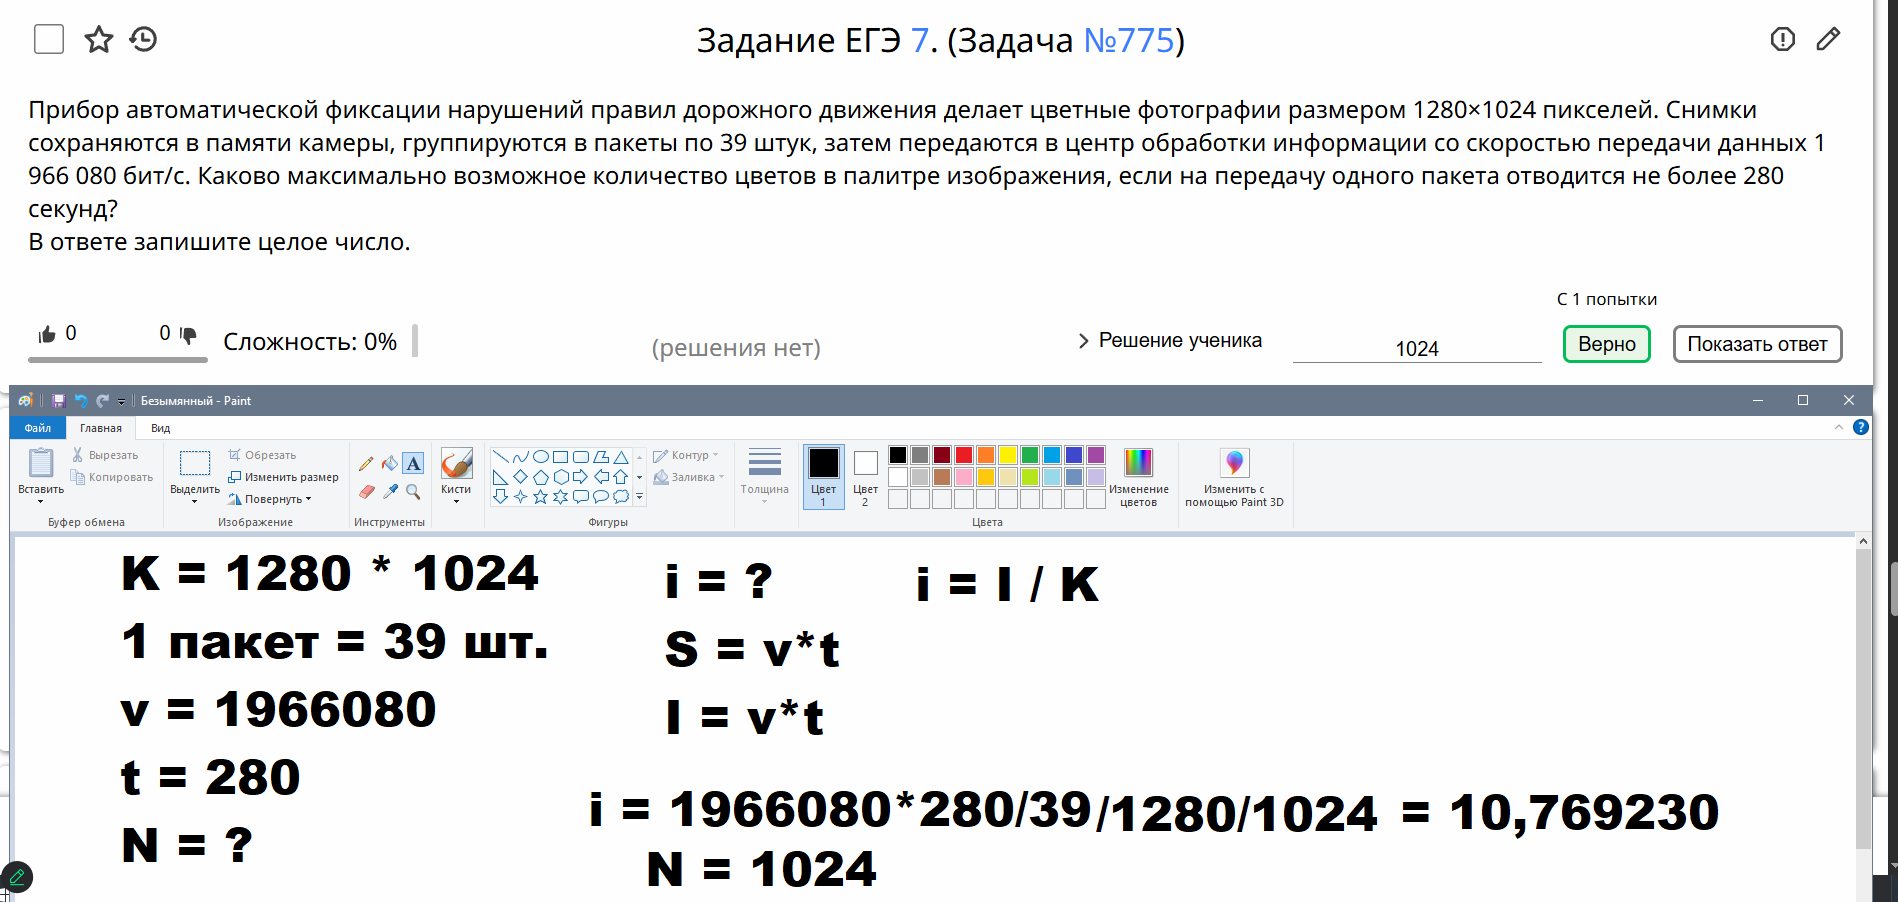 Задание ЕГЭ 7. (Задача №775)
Прибор автоматической фиксации нарушений правил дорожного движения делает цветные фотографии размером 1280×1024 пикселей. Снимки
сохраняются в памяти камеры, группируются в пакеты по 39 штук, затем передаются в центр обработки информации со скоростью передачи данных 1
966 080 бит/с. Каково максимально возможное количество цветов в палитре изображения, если на передачу одного пакета отводится не более 280
секунд?
В ответе запишите целое число.
С 1 попытки
0 0 Сложность: 0% (решения нет) Решение ученика 1024 Верно Показать ответ
Безымянный - Paint
Файл Главная Вид
Вставить Вырезать Копировать
Буфер обмена
Выделить Обрезать Изменить размер Повернуть
Изображение
A
Инструменты
Кисти
Контур Заливка
Фигуры
Толщина
Цвет 1
Цвет 2
Изменение цветов
Цвета
Изменить с помощью Paint 3D
K = 1280 * 1024
1 пакет = 39 шт.
v = 1966080
t = 280
N = ?
i = ?
S = v*t
I = v*t
i = I / K
i = 1966080*280/39/1280/1024 = 10,769230
N = 1024